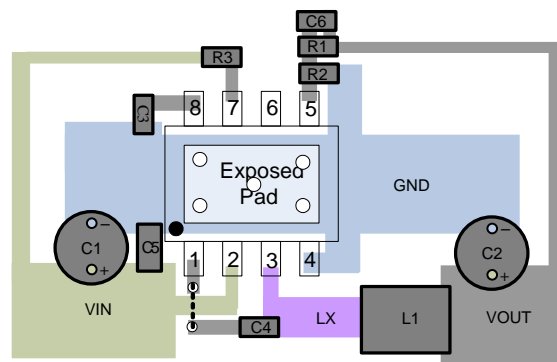 C6
R1
R3
R2
C3
8 7 6 5
Exposed
Pad
GND
C1
−
+
C5
C2
−
+
1 2 3 4
VIN
C4
LX
L1
VOUT